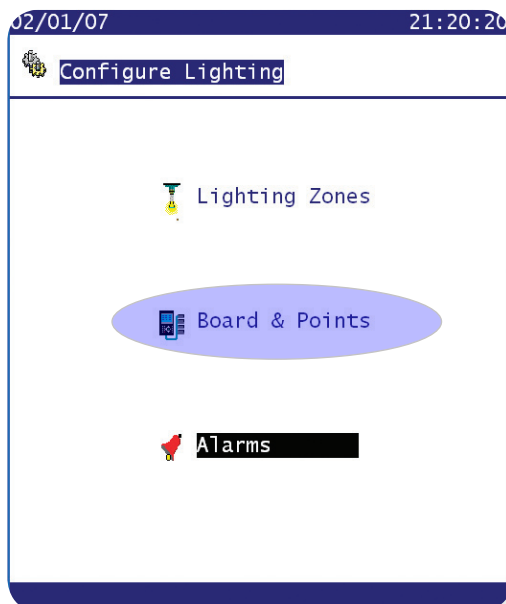 02/01/07 21:20:20
Configure Lighting
Lighting Zones
Board & Points
Alarms